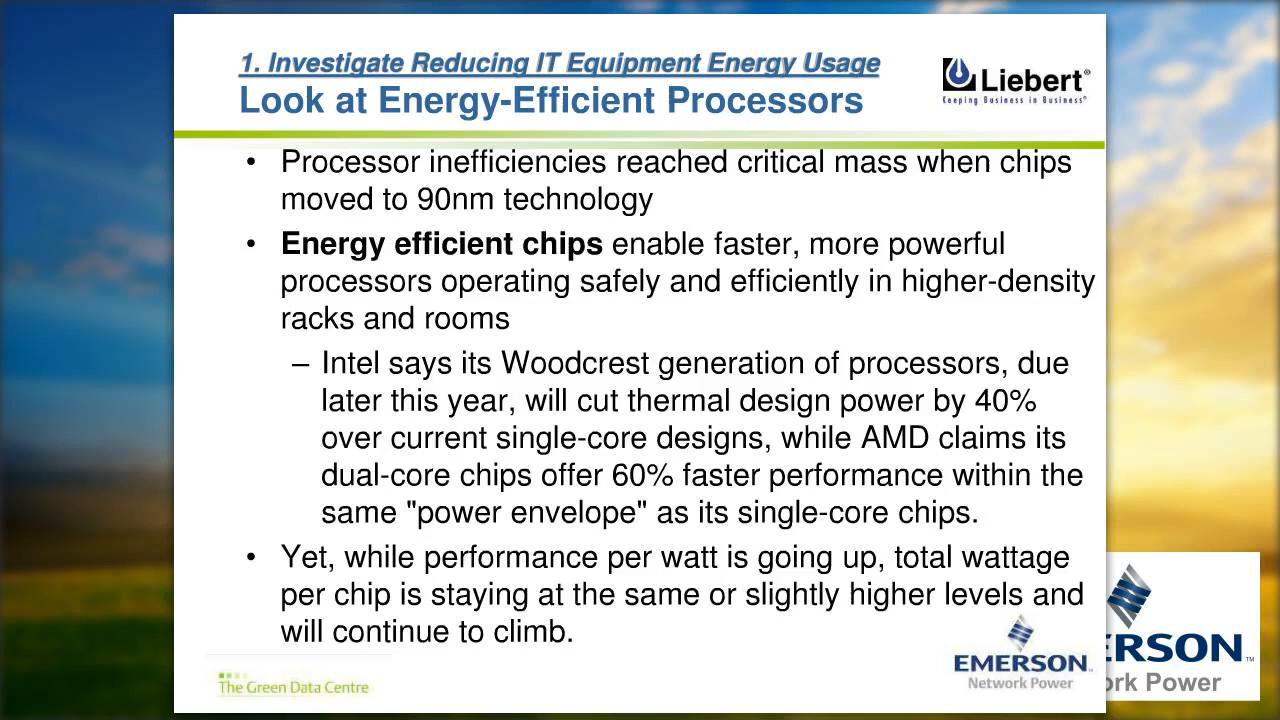 1. Investigate Reducing IT Equipment Energy Usage
Look at Energy-Efficient Processors
Liebert®
Keeping Business in Business®
• Processor inefficiencies reached critical mass when chips
moved to 90nm technology
• Energy efficient chips enable faster, more powerful
processors operating safely and efficiently in higher-density
racks and rooms
– Intel says its Woodcrest generation of processors, due
later this year, will cut thermal design power by 40%
over current single-core designs, while AMD claims its
dual-core chips offer 60% faster performance within the
same "power envelope" as its single-core chips.
• Yet, while performance per watt is going up, total wattage
per chip is staying at the same or slightly higher levels and
will continue to climb.
The Green Data Centre
EMERSON™
Network Power
ERSON™
ork Power